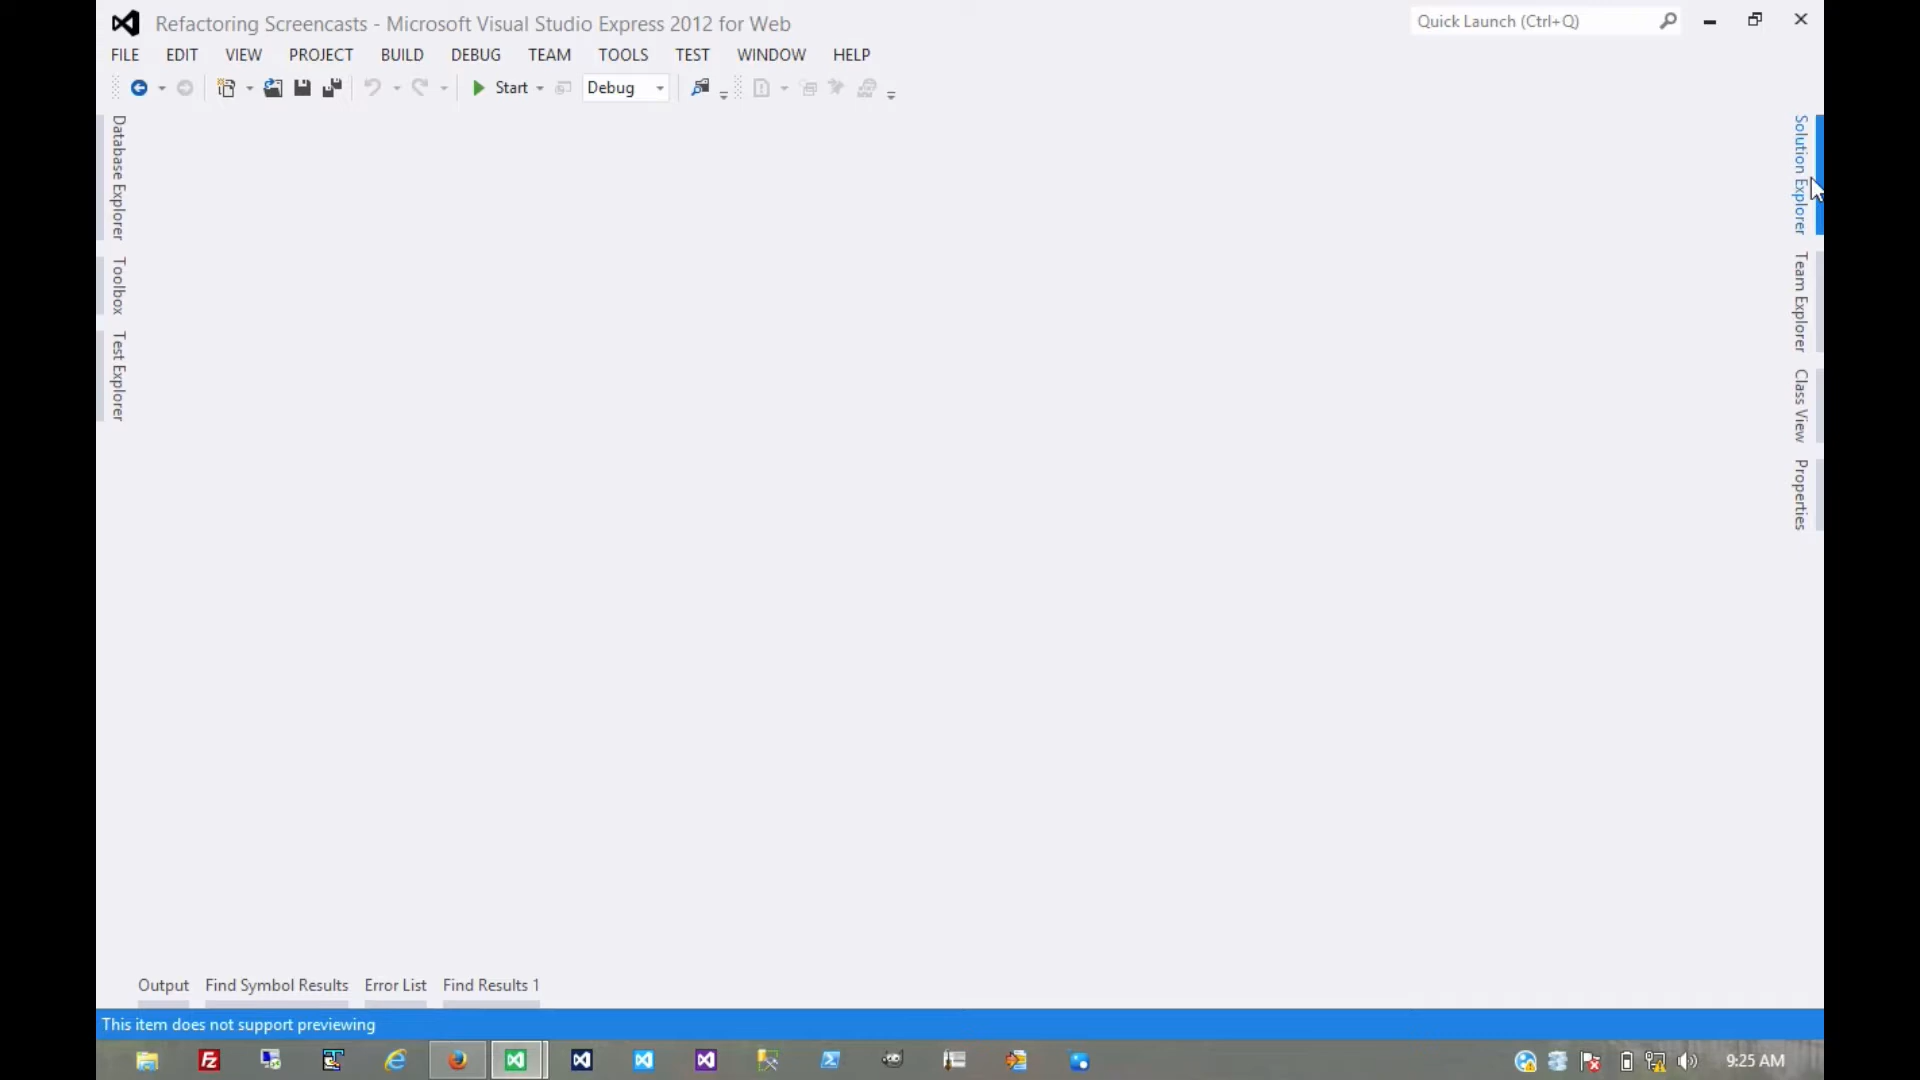 Refactoring Screencasts - Microsoft Visual Studio Express 2012 for Web
Quick Launch (Ctrl+Q)
FILE EDIT VIEW PROJECT BUILD DEBUG TEAM TOOLS TEST WINDOW HELP
Start Debug
Database Explorer
Toolbox
Test Explorer
Solution Explorer
Team Explorer
Class View
Properties
Output Find Symbol Results Error List Find Results 1
This item does not support previewing
9:25 AM